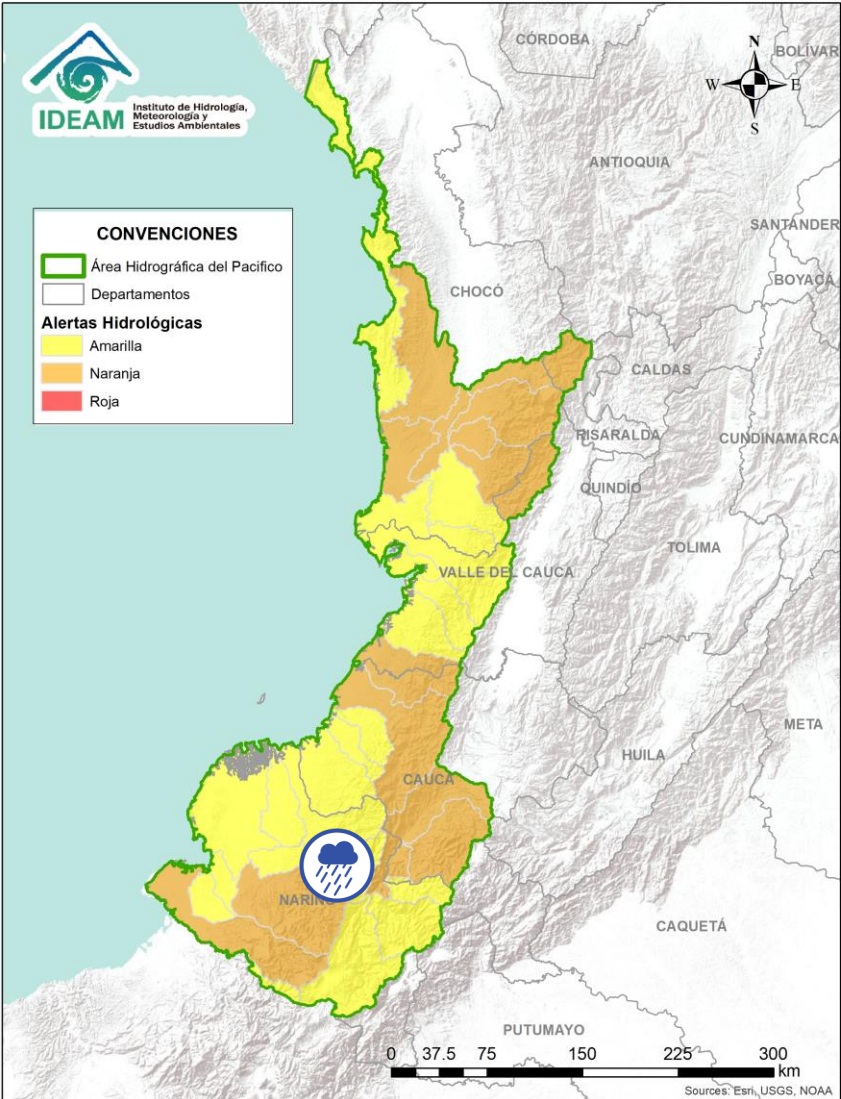 IDEAM
Instituto de Hidrología,
Meteorología y
Estudios Ambientales
CÓRDOBA
BOLÍVAR
N
W
E
S
ANTIOQUIA
SANTANDER
CONVENCIONES
Área Hidrográfica del Pacifico
Departamentos
Alertas Hidrológicas
Amarilla
Naranja
Roja
BOYACÁ
CHOCÓ
CALDAS
RISARALDA
CUNDINAMARCA
QUINDÍO
TOLIMA
VALLE DEL CAUCA
META
HUILA
CAUCA
NARIÑO
CAQUETÁ
PUTUMAYO
0 37.5 75 150 225 300
km
Sources: Esri, USGS, NOAA